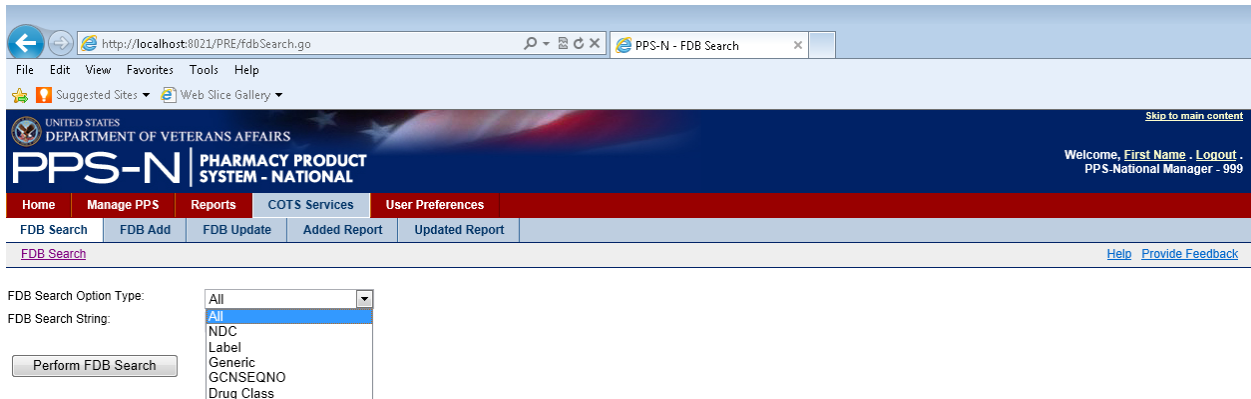 http://localhost:8021/PRE/fdbSearch.go
PPS-N - FDB Search
File Edit View Favorites Tools Help
Suggested Sites Web Slice Gallery
UNITED STATES
DEPARTMENT OF VETERANS AFFAIRS
PPS-N PHARMACY PRODUCT
SYSTEM - NATIONAL
Skip to main content
Welcome, First Name . Logout .
PPS-National Manager - 999
Home Manage PPS Reports COTS Services User Preferences
FDB Search FDB Add FDB Update Added Report Updated Report
FDB Search Help Provide Feedback
FDB Search Option Type: All
FDB Search String:
All
NDC
Label
Generic
GCNSEQNO
Drug Class
Perform FDB Search